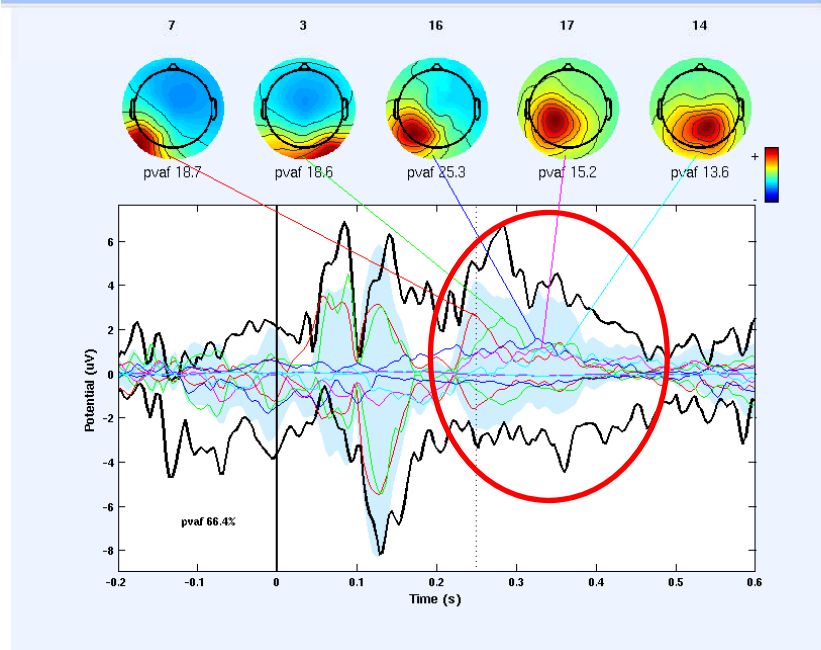 7 3 16 17 14
pvaf 18.7 pvaf 18.6 pvaf 25.3 pvaf 15.2 pvaf 13.6
+
-
6
4
2
0
-2
-4
-6
-8
Potential (uV)
pvaf 66.4%
-0.2 -0.1 0 0.1 0.2 0.3 0.4 0.5 0.6
Time (s)